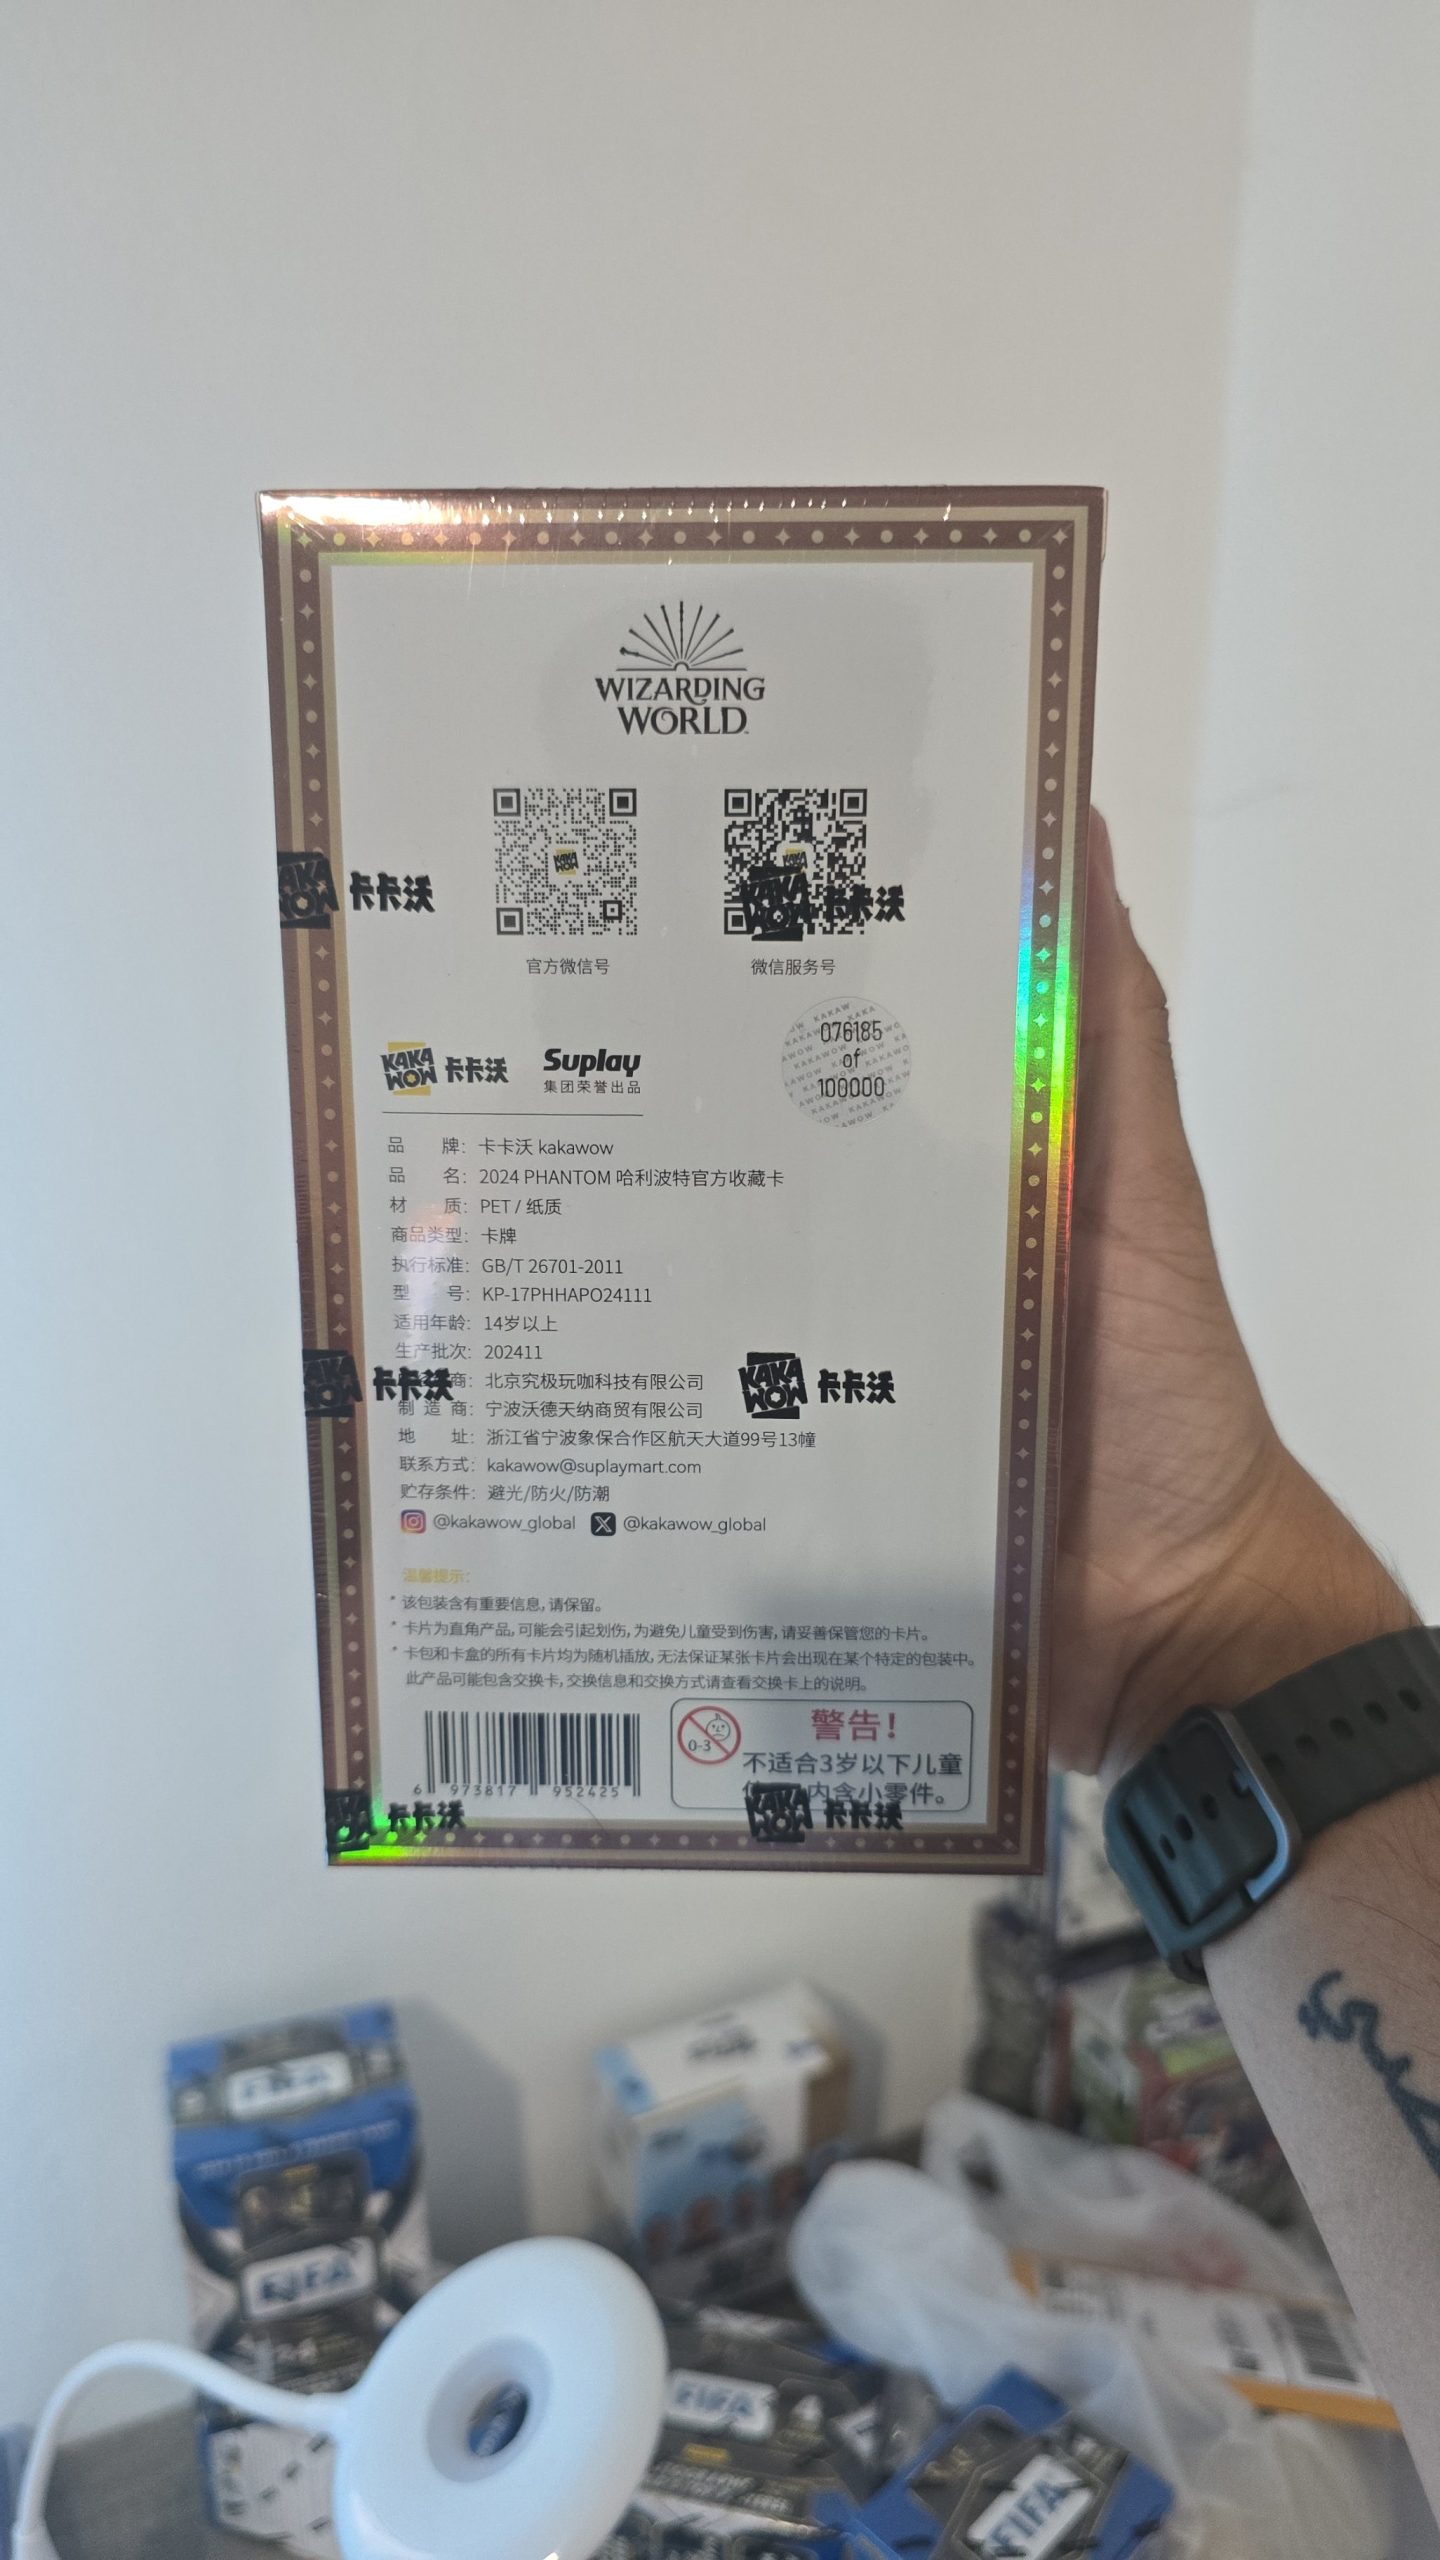 WIZARDING
WORLD
KAKA WOW 卡卡沃
KAKA WOW 卡卡沃
官方微信号
微信服务号
KAKA WOW 卡卡沃
Suplay
集团荣誉出品
076185
of
100000
品 牌：卡卡沃 kakawow
品 名：2024 PHANTOM 哈利波特官方收藏卡
材 质：PET / 纸质
商品类型：卡牌
执行标准：GB/T 26701-2011
型 号：KP-17PHHAPO24111
适用年龄：14岁以上
生产批次：202411
商：北京究极玩咖科技有限公司
KAKA WOW 卡卡沃
KAKA WOW 卡卡沃
制 造 商：宁波沃德天纳商贸有限公司
地 址：浙江省宁波象保合作区航天大道99号13幢
联系方式：kakawow@suplaymart.com
贮存条件：避光/防火/防潮
@kakawow_global @kakawow_global
温馨提示：
* 该包装含有重要信息，请保留。
* 卡片为直角产品，可能会引起划伤，为避免儿童受到伤害，请妥善保管您的卡片。
* 卡包和卡盒的所有卡片均为随机插放，无法保证某张卡片会出现在某个特定的包装中。
此产品可能包含交换卡，交换信息和交换方式请查看交换卡上的说明。
6 973817 952425
0-3
警告！
不适合3岁以下儿童
内含小零件。
卡卡沃
KAKA WOW 卡卡沃
FIFA
FIFA
FIFA
FIFA